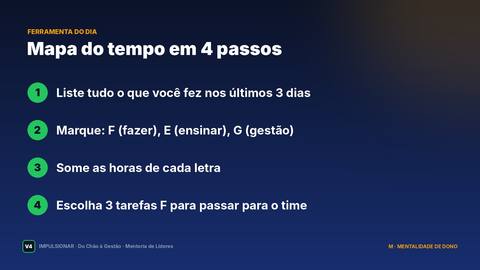 FERRAMENTA DO DIA
Mapa do tempo em 4 passos
1 Liste tudo o que você fez nos últimos 3 dias
2 Marque: F (fazer), E (ensinar), G (gestão)
3 Some as horas de cada letra
4 Escolha 3 tarefas F para passar para o time
V4 IMPULSIONAR · Do Chão à Gestão · Mentoria de Líderes
M · MENTALIDADE DE DONO